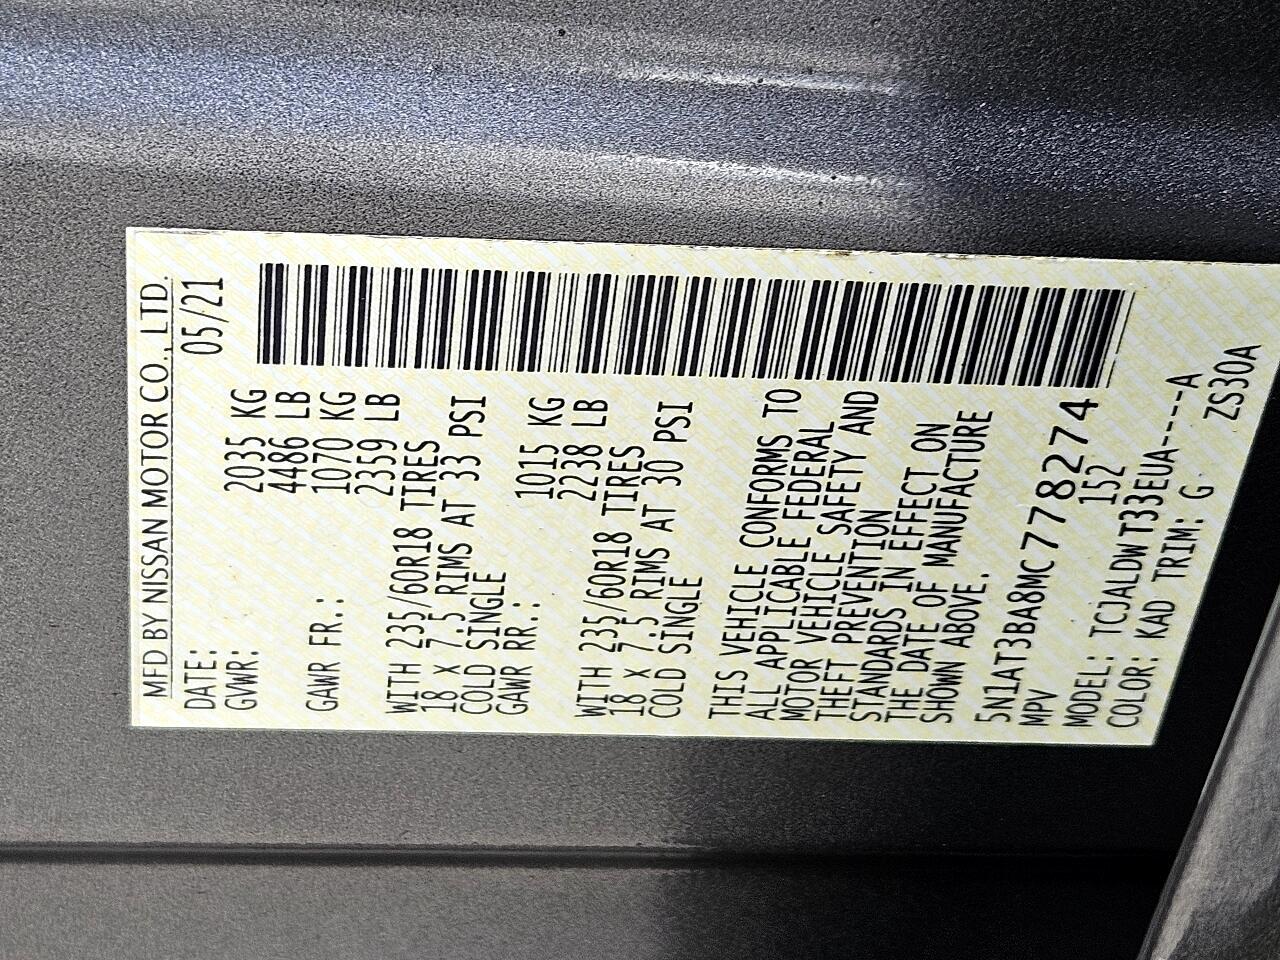 MFD BY NISSAN MOTOR CO., LTD.
DATE: 05/21
GVWR: 2035 KG
4486 LB
GAWR FR.: 1070 KG
2359 LB
WITH 235/60R18 TIRES
18 x 7.5 RIMS AT 33 PSI
COLD SINGLE
GAWR RR.: 1015 KG
2238 LB
WITH 235/60R18 TIRES
18 x 7.5 RIMS AT 30 PSI
COLD SINGLE
THIS VEHICLE CONFORMS TO
ALL APPLICABLE FEDERAL
MOTOR VEHICLE SAFETY AND
THEFT PREVENTION
STANDARDS IN EFFECT ON
THE DATE OF MANUFACTURE
SHOWN ABOVE.
5N1AT3BA8MC778274
MPV 152
MODEL: TCJALDWT33EUA-----A
COLOR: KAD TRIM: G ZS30A